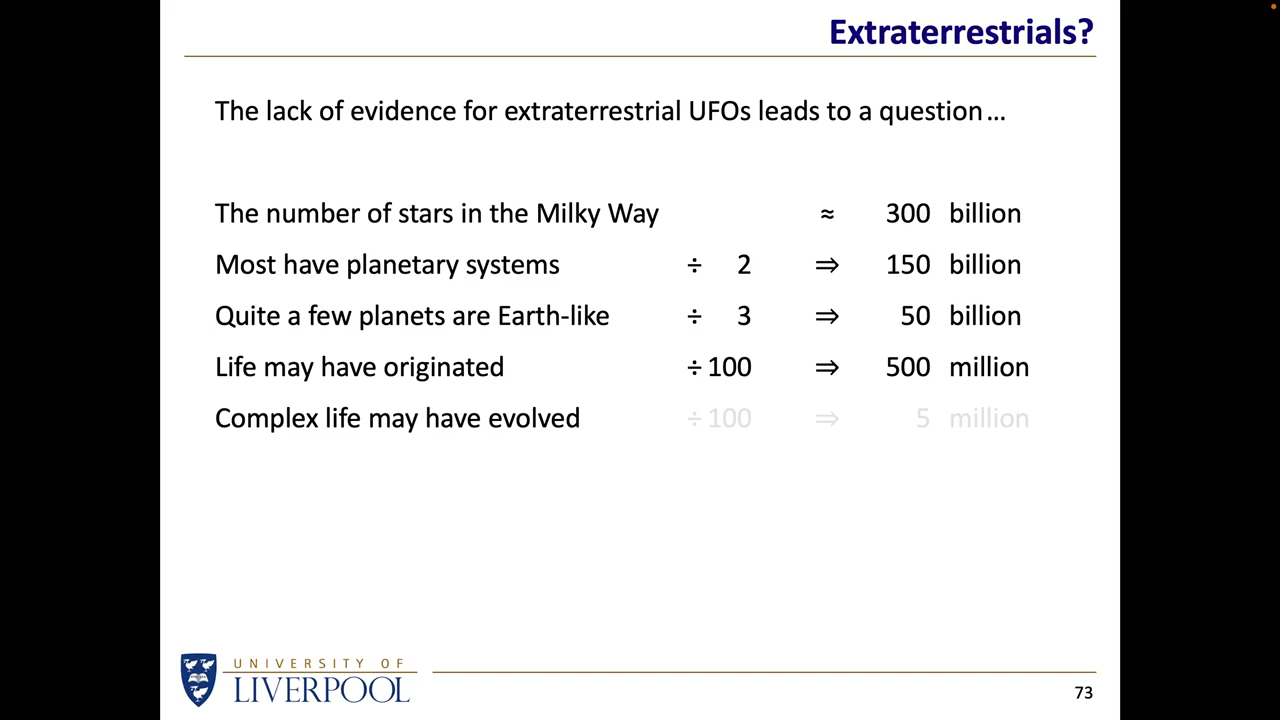 Extraterrestrials?
The lack of evidence for extraterrestrial UFOs leads to a question…
The number of stars in the Milky Way ≈ 300 billion
Most have planetary systems ÷ 2 ⇒ 150 billion
Quite a few planets are Earth-like ÷ 3 ⇒ 50 billion
Life may have originated ÷ 100 ⇒ 500 million
Complex life may have evolved ÷ 100 ⇒ 5 million
UNIVERSITY OF
LIVERPOOL
73